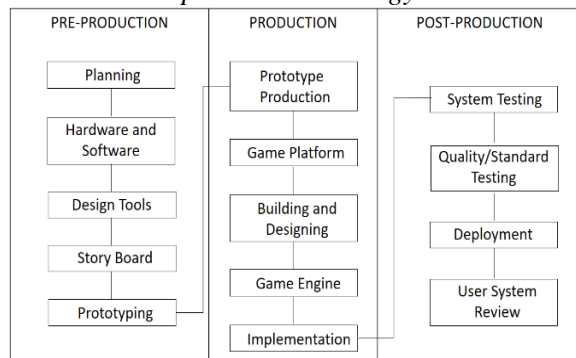 PRE-PRODUCTION
Planning
Hardware and
Software
Design Tools
Story Board
Prototyping
PRODUCTION
Prototype
Production
Game Platform
Building and
Designing
Game Engine
Implementation
POST-PRODUCTION
System Testing
Quality/Standard
Testing
Deployment
User System
Review